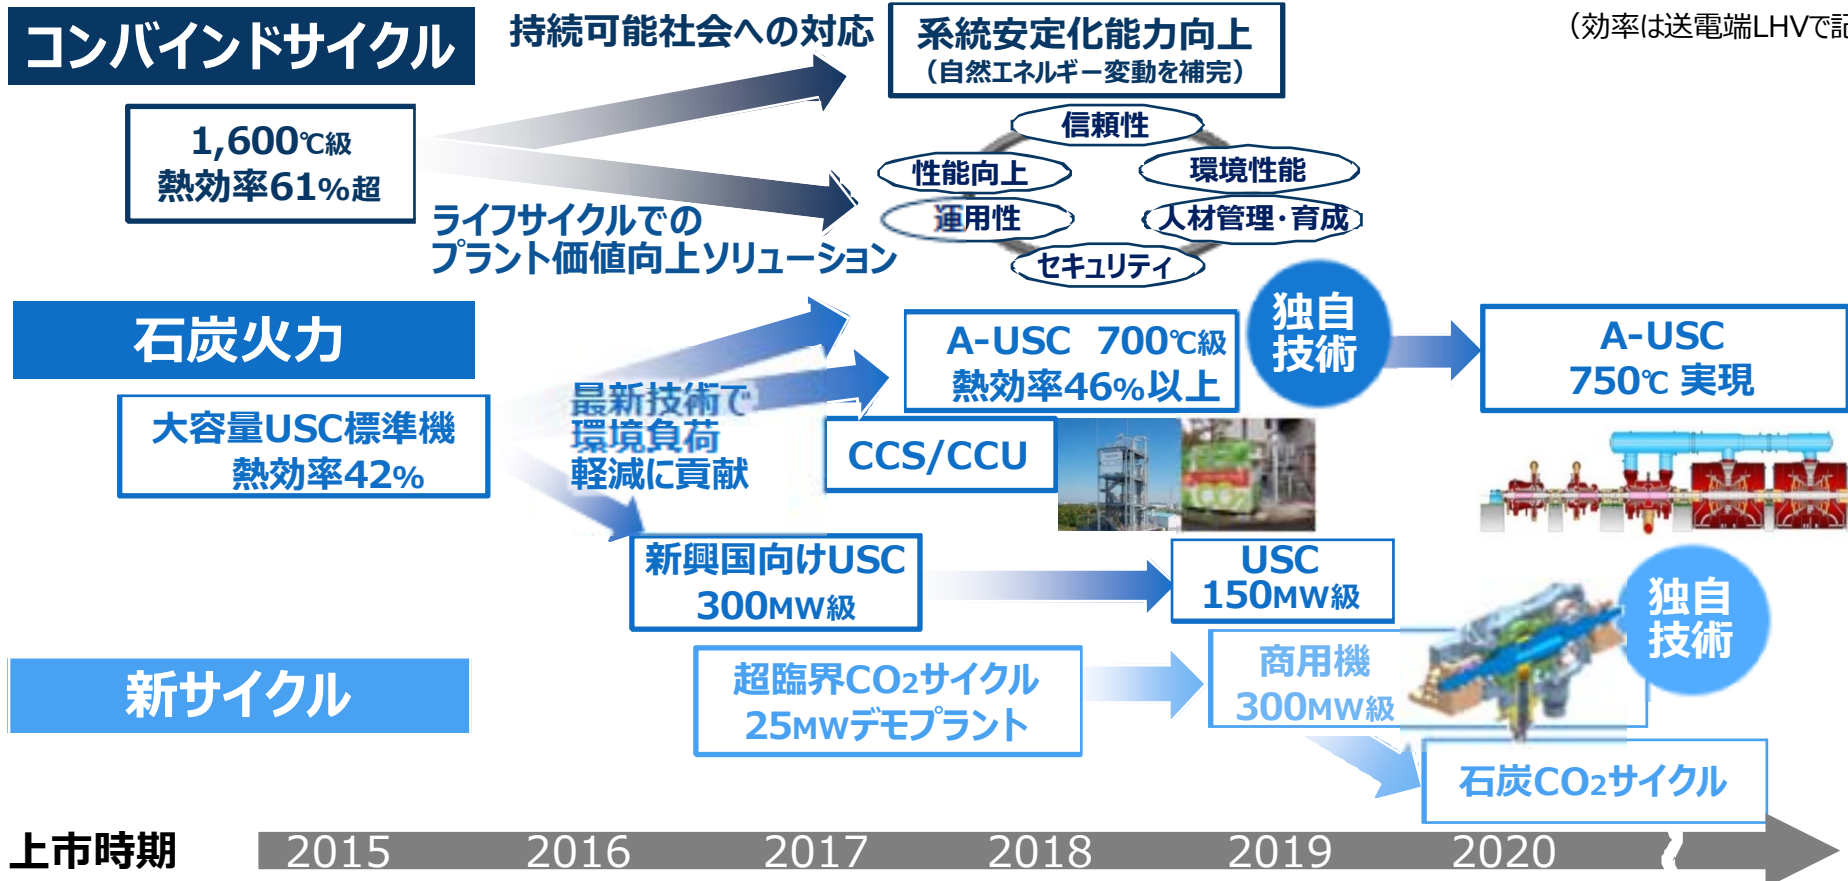 コンバインドサイクル
持続可能社会への対応
系統安定化能力向上
（自然エネルギー変動を補完）
（効率は送電端LHVで記
1,600℃級
熱効率61%超
信頼性
性能向上
環境性能
運用性
人材管理・育成
セキュリティ
ライフサイクルでの
プラント価値向上ソリューション
石炭火力
A-USC 700℃級
熱効率46%以上
独自
技術
A-USC
750℃ 実現
大容量USC標準機
熱効率42%
最新技術で
環境負荷
軽減に貢献
CCS/CCU
CO2
新興国向けUSC
300MW級
USC
150MW級
独自
技術
新サイクル
超臨界CO2サイクル
25MWデモプラント
商用機
300MW級
石炭CO2サイクル
上市時期
2015
2016
2017
2018
2019
2020